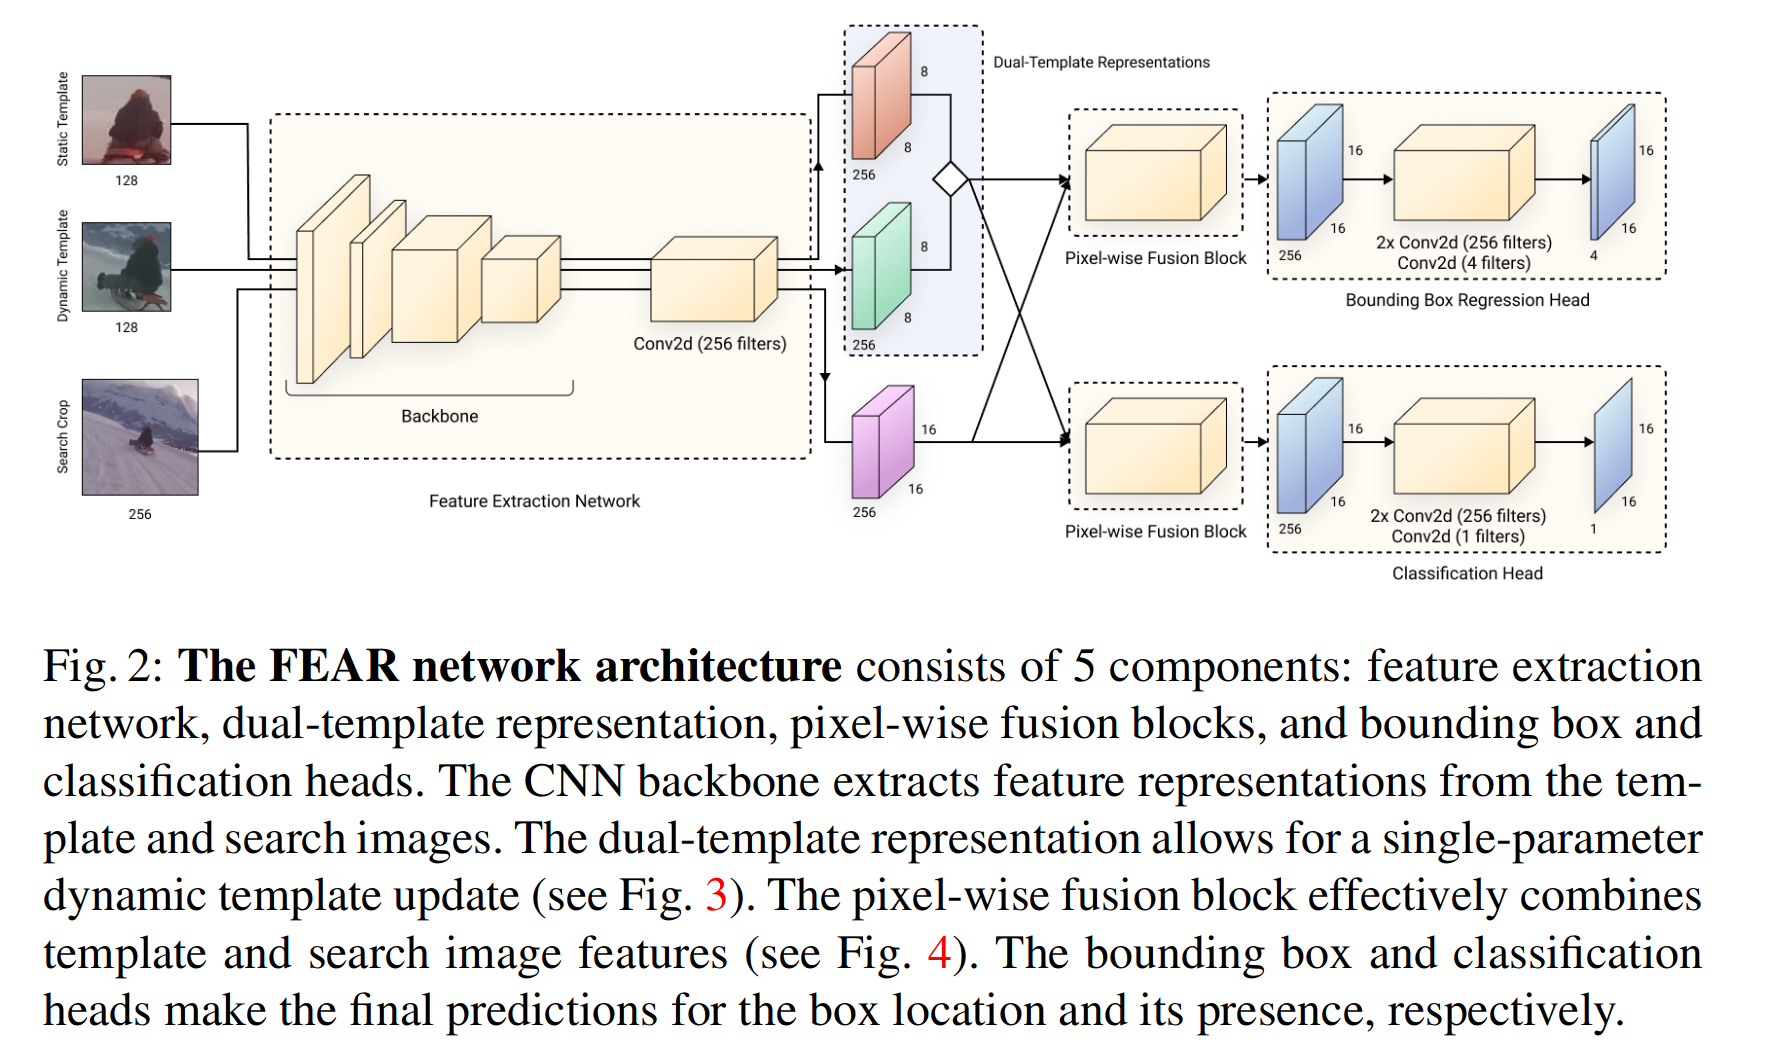 Static Template
128
Dynamic Template
128
Search Crop
256
Backbone
Conv2d (256 filters)
Feature Extraction Network
8
8
256
8
8
256
16
16
256
Dual-Template Representations
Pixel-wise Fusion Block
16
16
256
2x Conv2d (256 filters)
Conv2d (4 filters)
16
16
4
Bounding Box Regression Head
Pixel-wise Fusion Block
16
16
256
2x Conv2d (256 filters)
Conv2d (1 filters)
16
16
1
Classification Head
Fig. 2: The FEAR network architecture consists of 5 components: feature extraction
network, dual-template representation, pixel-wise fusion blocks, and bounding box and
classification heads. The CNN backbone extracts feature representations from the tem-
plate and search images. The dual-template representation allows for a single-parameter
dynamic template update (see Fig. 3). The pixel-wise fusion block effectively combines
template and search image features (see Fig. 4). The bounding box and classification
heads make the final predictions for the box location and its presence, respectively.